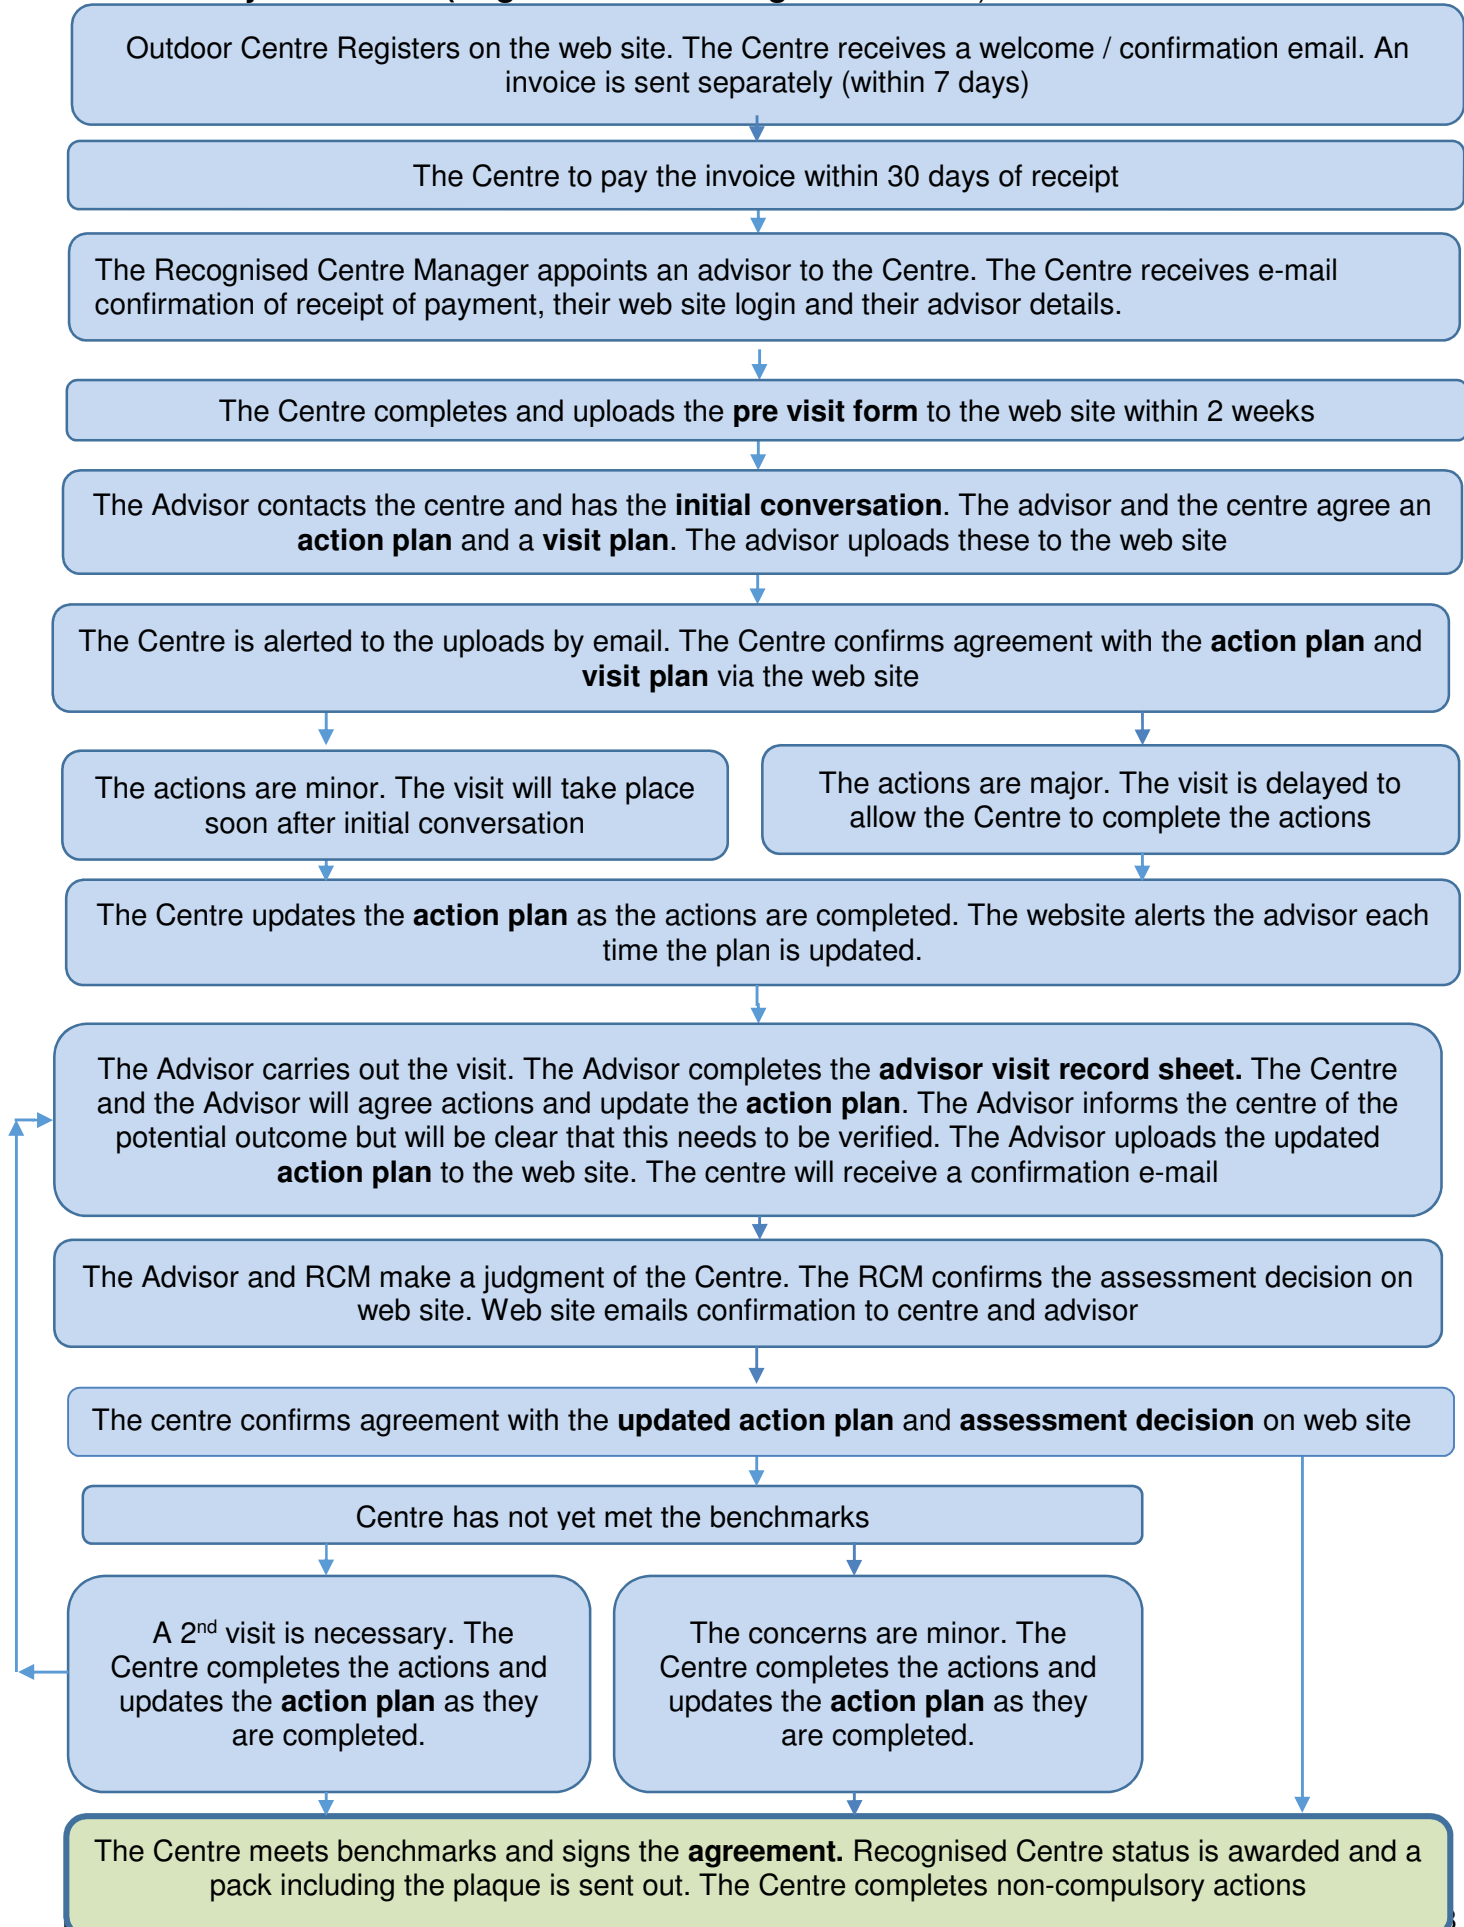 Outdoor Centre Registers on the web site. The Centre receives a welcome / confirmation email. An
invoice is sent separately (within 7 days)
The Centre to pay the invoice within 30 days of receipt
The Recognised Centre Manager appoints an advisor to the Centre. The Centre receives e-mail
confirmation of receipt of payment, their web site login and their advisor details.
The Centre completes and uploads the pre visit form to the web site within 2 weeks
The Advisor contacts the centre and has the initial conversation. The advisor and the centre agree an
action plan and a visit plan. The advisor uploads these to the web site
The Centre is alerted to the uploads by email. The Centre confirms agreement with the action plan and
visit plan via the web site
The actions are minor. The visit will take place
soon after initial conversation
The actions are major. The visit is delayed to
allow the Centre to complete the actions
The Centre updates the action plan as the actions are completed. The website alerts the advisor each
time the plan is updated.
The Advisor carries out the visit. The Advisor completes the advisor visit record sheet. The Centre
and the Advisor will agree actions and update the action plan. The Advisor informs the centre of the
potential outcome but will be clear that this needs to be verified. The Advisor uploads the updated
action plan to the web site. The centre will receive a confirmation e-mail
The Advisor and RCM make a judgment of the Centre. The RCM confirms the assessment decision on
web site. Web site emails confirmation to centre and advisor
The centre confirms agreement with the updated action plan and assessment decision on web site
Centre has not yet met the benchmarks
A 2nd visit is necessary. The
Centre completes the actions and
updates the action plan as they
are completed.
The concerns are minor. The
Centre completes the actions and
updates the action plan as they
are completed.
The Centre meets benchmarks and signs the agreement. Recognised Centre status is awarded and a
pack including the plaque is sent out. The Centre completes non-compulsory actions